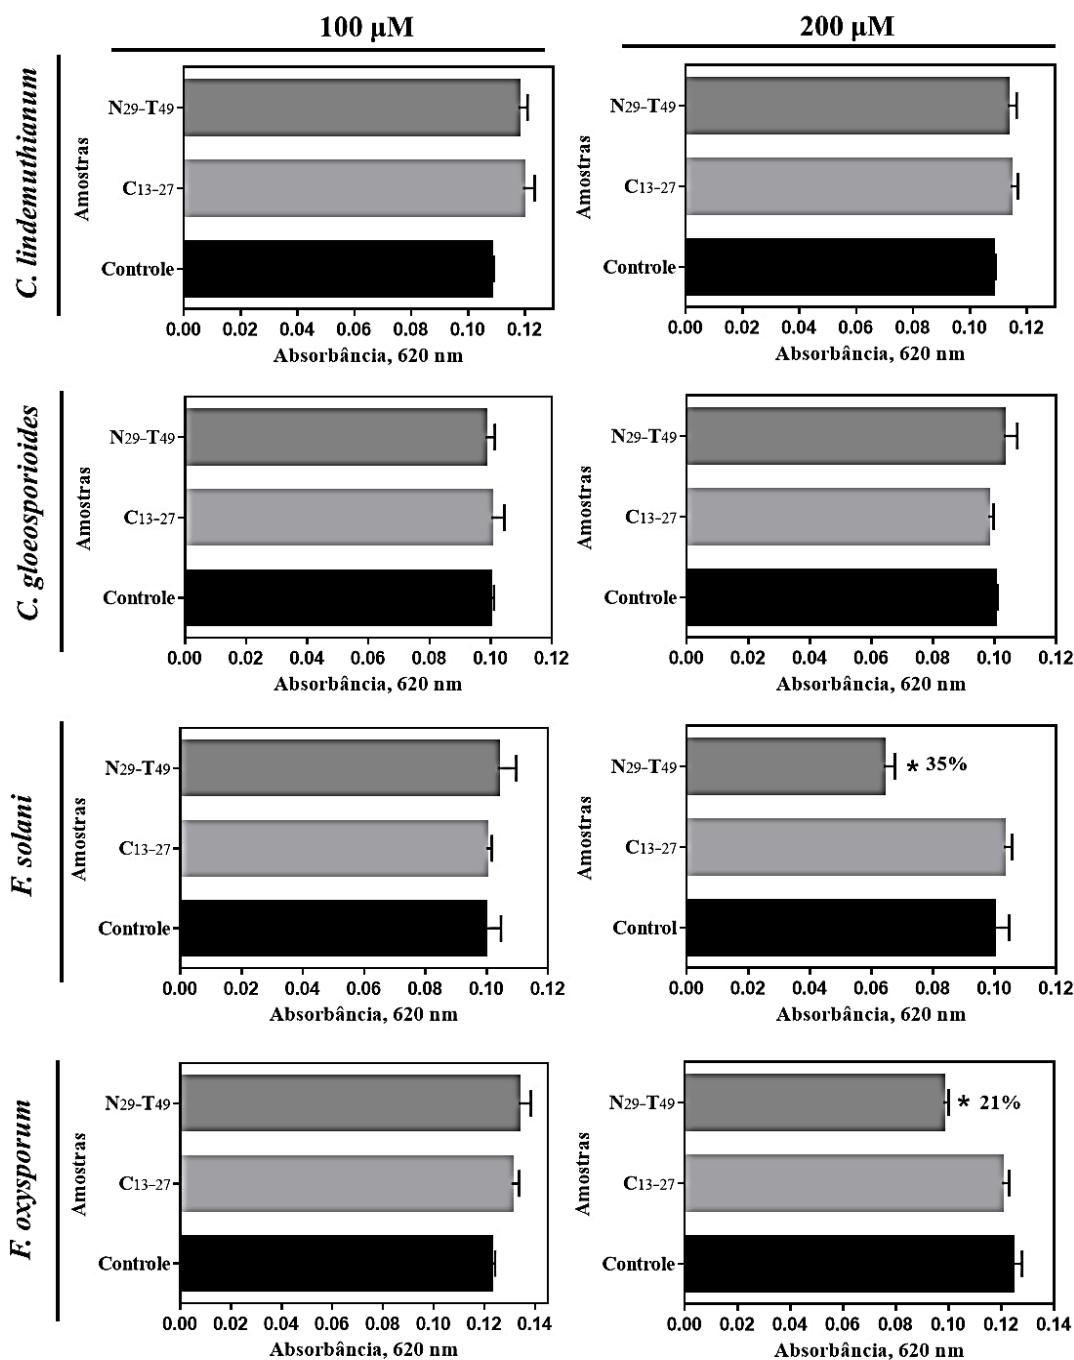 100 µM
200 µM
C. lindemuthianum
Amostras
N29-T49
C13-27
Controle
0.00 0.02 0.04 0.06 0.08 0.10 0.12
Absorbância, 620 nm
Amostras
N29-T49
C13-27
Controle
0.00 0.02 0.04 0.06 0.08 0.10 0.12
Absorbância, 620 nm
C. gloeosporioides
Amostras
N29-T49
C13-27
Controle
0.00 0.02 0.04 0.06 0.08 0.10 0.12
Absorbância, 620 nm
Amostras
N29-T49
C13-27
Controle
0.00 0.02 0.04 0.06 0.08 0.10 0.12
Absorbância, 620 nm
F. solani
Amostras
N29-T49
C13-27
Controle
0.00 0.02 0.04 0.06 0.08 0.10 0.12
Absorbância, 620 nm
Amostras
N29-T49 * 35%
C13-27
Control
0.00 0.02 0.04 0.06 0.08 0.10 0.12
Absorbância, 620 nm
F. oxysporum
Amostras
N29-T49
C13-27
Controle
0.00 0.02 0.04 0.06 0.08 0.10 0.12 0.14
Absorbância, 620 nm
Amostras
N29-T49 * 21%
C13-27
Controle
0.00 0.02 0.04 0.06 0.08 0.10 0.12 0.14
Absorbância, 620 nm